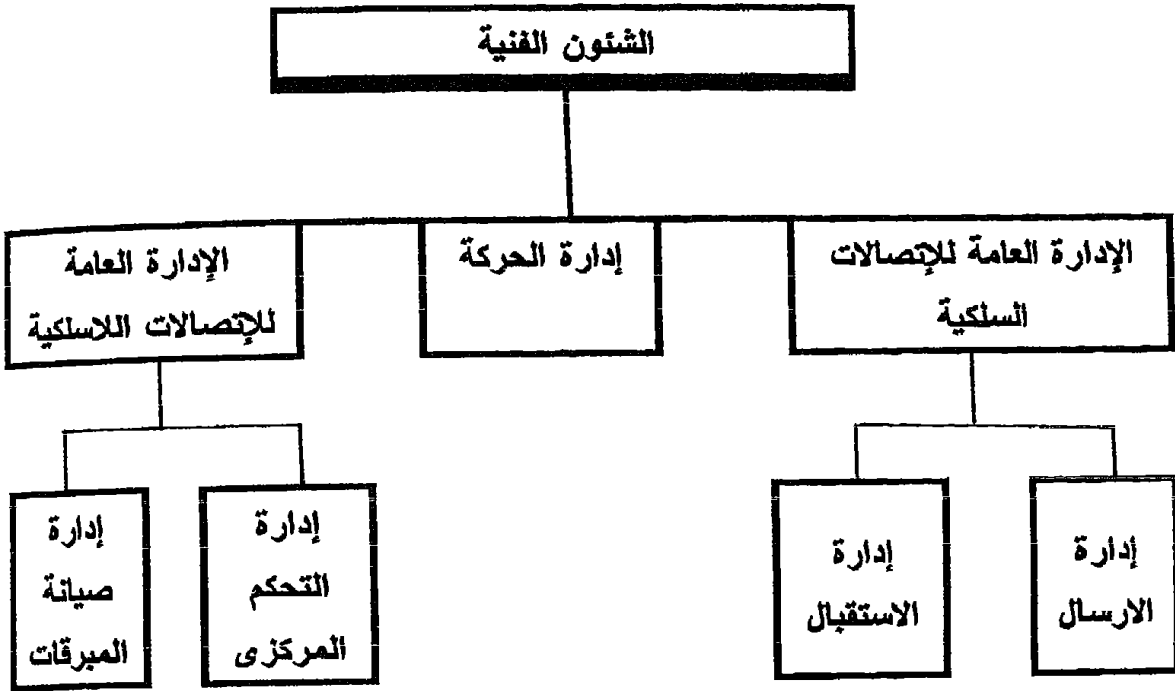 الشئون الفنية
الإدارة العامة للإتصالات
السلكية
إدارة الحركة
الإدارة العامة
للإتصالات اللاسلكية
إدارة
الارسال
إدارة
الاستقبال
إدارة
التحكم
المركزى
إدارة
صيانة
المبرقات